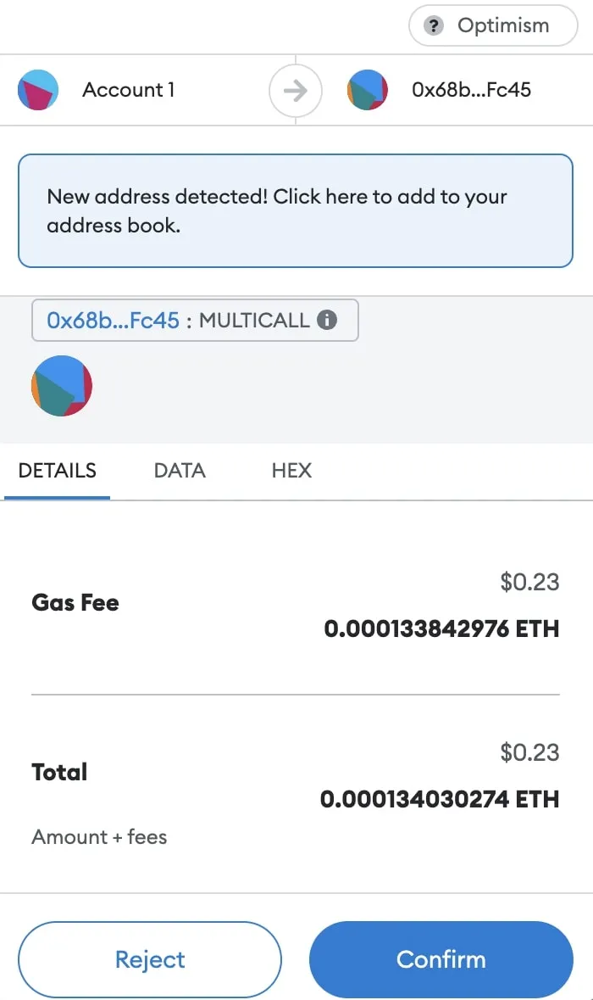 ? Optimism
Account 1
0x68b...Fc45
New address detected! Click here to add to your
address book.
0x68b...Fc45 : MULTICALL i
DETAILS
DATA
HEX
$0.23
Gas Fee
0.000133842976 ETH
$0.23
Total
0.000134030274 ETH
Amount + fees
Reject
Confirm